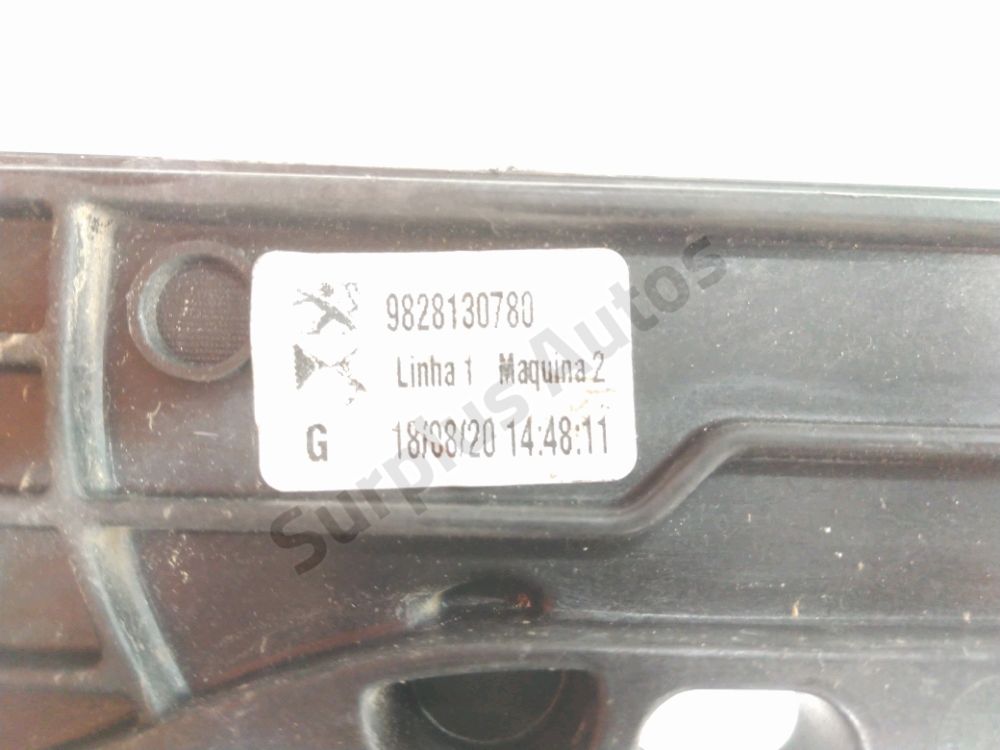 9828130780
Linha 1 Maquina 2
G 18/08/20 14:48:11
Surplus Autos